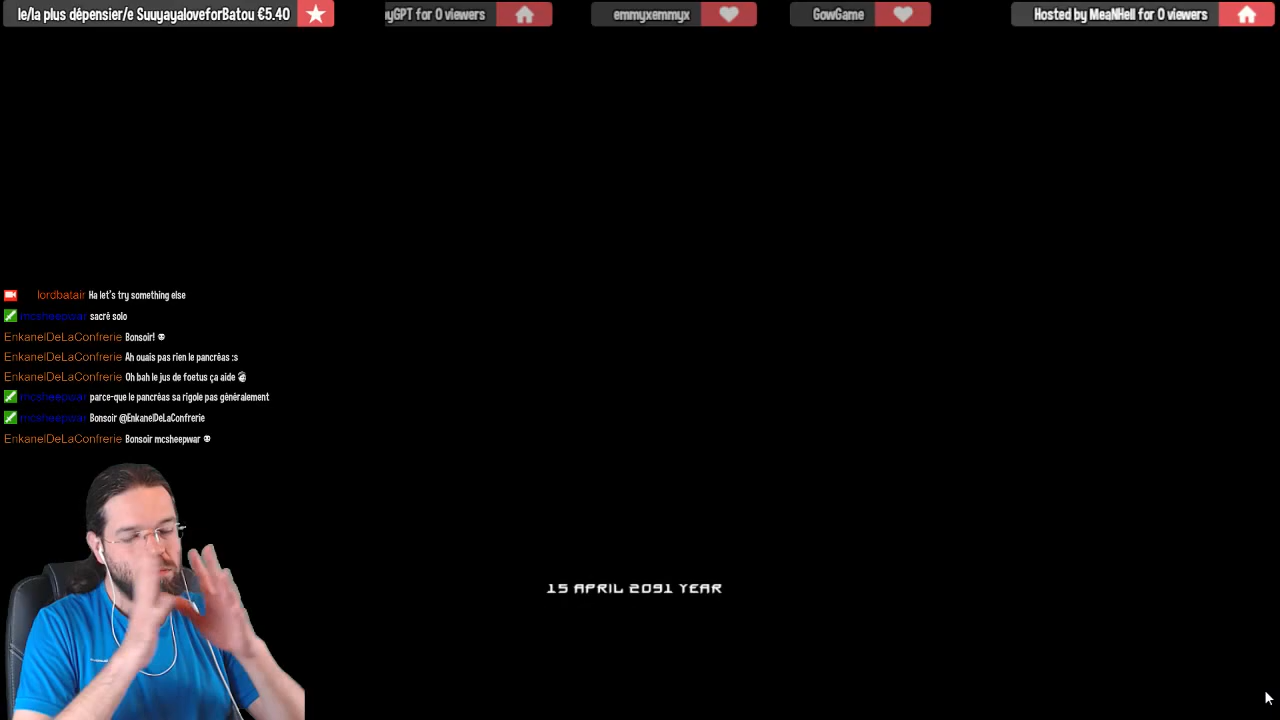 le/la plus dépensier/e SuuyayaloveforBatou €5.40
yGPT for 0 viewers
emmyxemmyx
GowGame
Hosted by MeaNHell for 0 viewers
lordbatair Ha let's try something else
mcsheepwar sacré solo
EnkanelDeLaConfrerie Bonsoir!
EnkanelDeLaConfrerie Ah ouais pas rien le pancréas :s
EnkanelDeLaConfrerie Oh bah le jus de foetus ça aide
mcsheepwar parce-que le pancréas sa rigole pas généralement
mcsheepwar Bonsoir @EnkanelDeLaConfrerie
EnkanelDeLaConfrerie Bonsoir mcsheepwar
15 APRIL 2091 YEAR